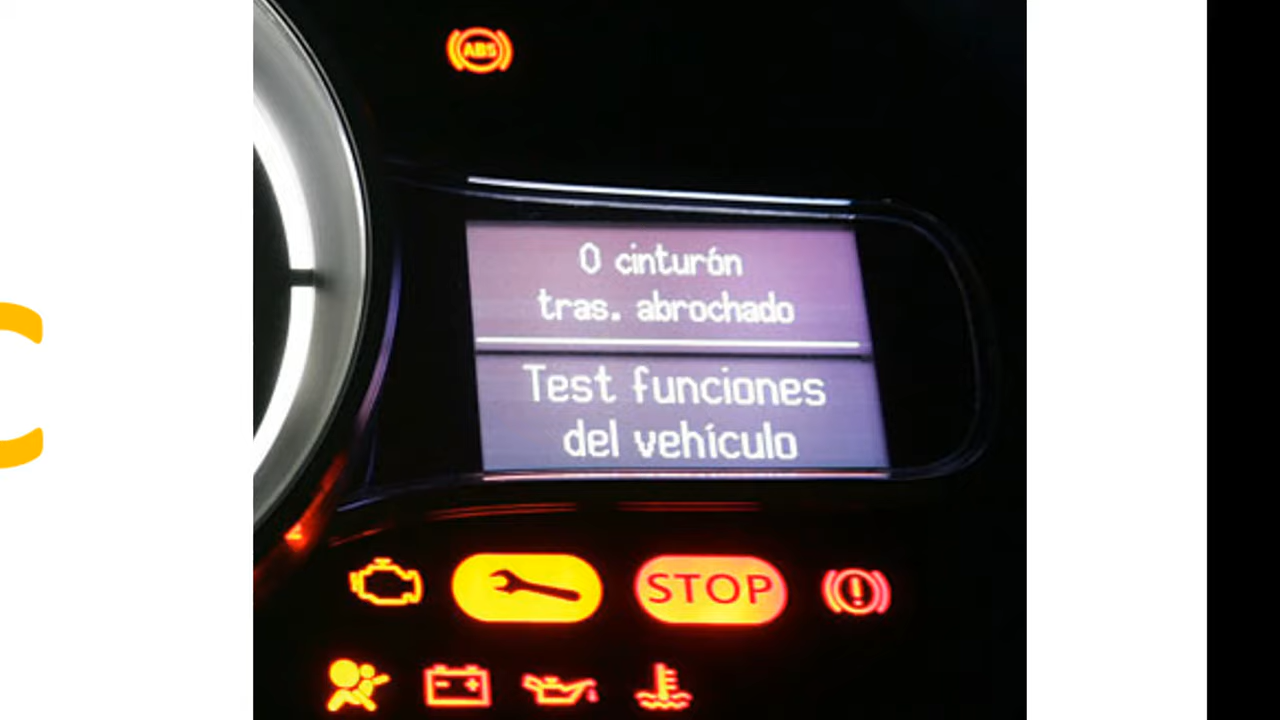 ABS
0 cinturón
tras. abrochado
Test funciones
del vehículo
STOP